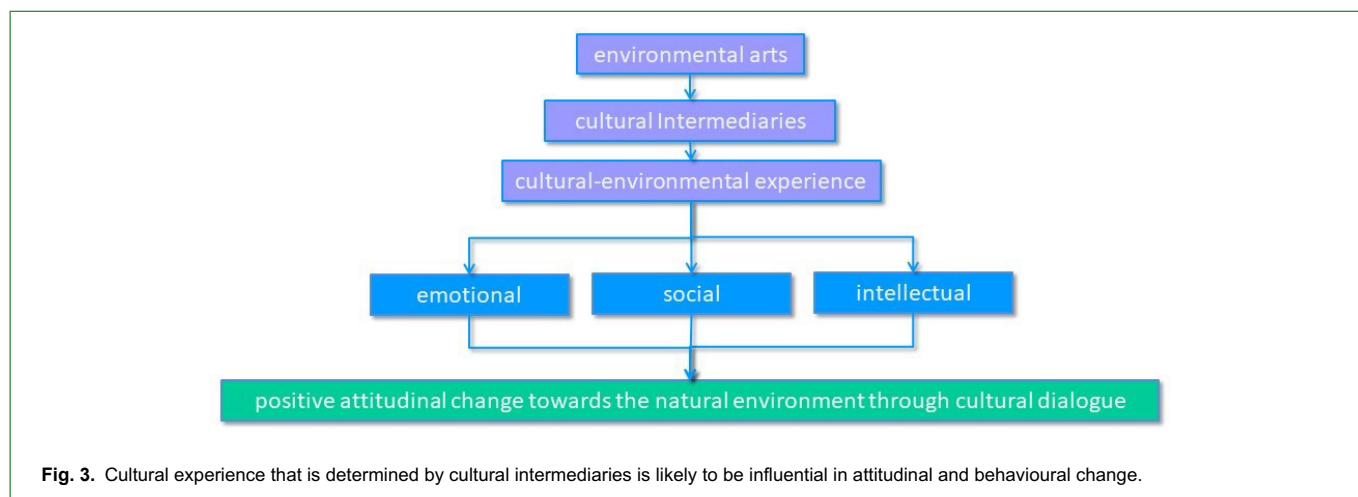 environmental arts
cultural Intermediaries
cultural-environmental experience
emotional
social
intellectual
positive attitudinal change towards the natural environment through cultural dialogue
Fig. 3. Cultural experience that is determined by cultural intermediaries is likely to be influential in attitudinal and behavioural change.